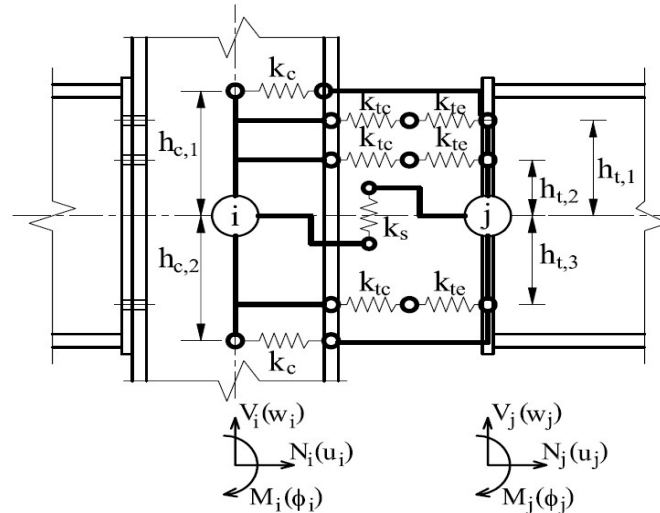 k_c
k_tc k_te
k_tc k_te
h_c,1
h_t,1
h_t,2
i
j
k_s
h_c,2
h_t,3
k_tc k_te
k_c
V_i(w_i) V_j(w_j)
N_i(u_i) N_j(u_j)
M_i(ϕ_i) M_j(ϕ_j)